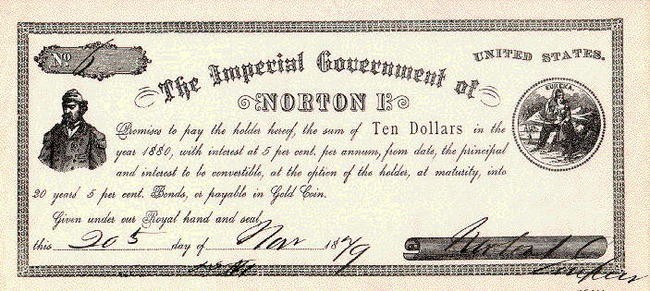 No
UNITED STATES.
The Imperial Government of
NORTON I.
EUREKA.
Promises to pay the holder hereof, the sum of Ten Dollars in the
year 1880, with interest at 5 per cent. per annum, from date, the principal
and interest to be convertible, at the option of the holder, at maturity, into
20 years' 5 per cent. Bonds, or payable in Gold Coin.
Given under our Royal hand and seal
this day of Nov 1879
Norton I
Emperor